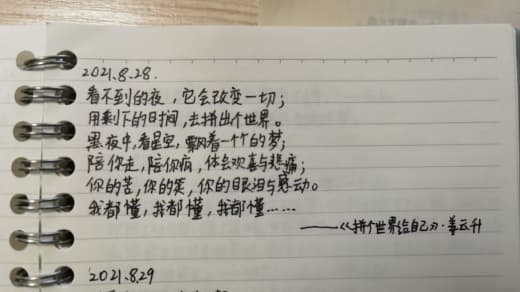 2021.8.28.
看不到的夜，它会改变一切；
用剩下的时间，去拼出个世界。
黑夜中，看星空，飘着一个个的梦；
陪你走，陪你疯，体会欢喜与悲痛；
你的苦，你的笑，你的眼泪与感动。
我都懂，我都懂，我都懂……
——《拼个世界给自己》·姜云升
2021.8.29